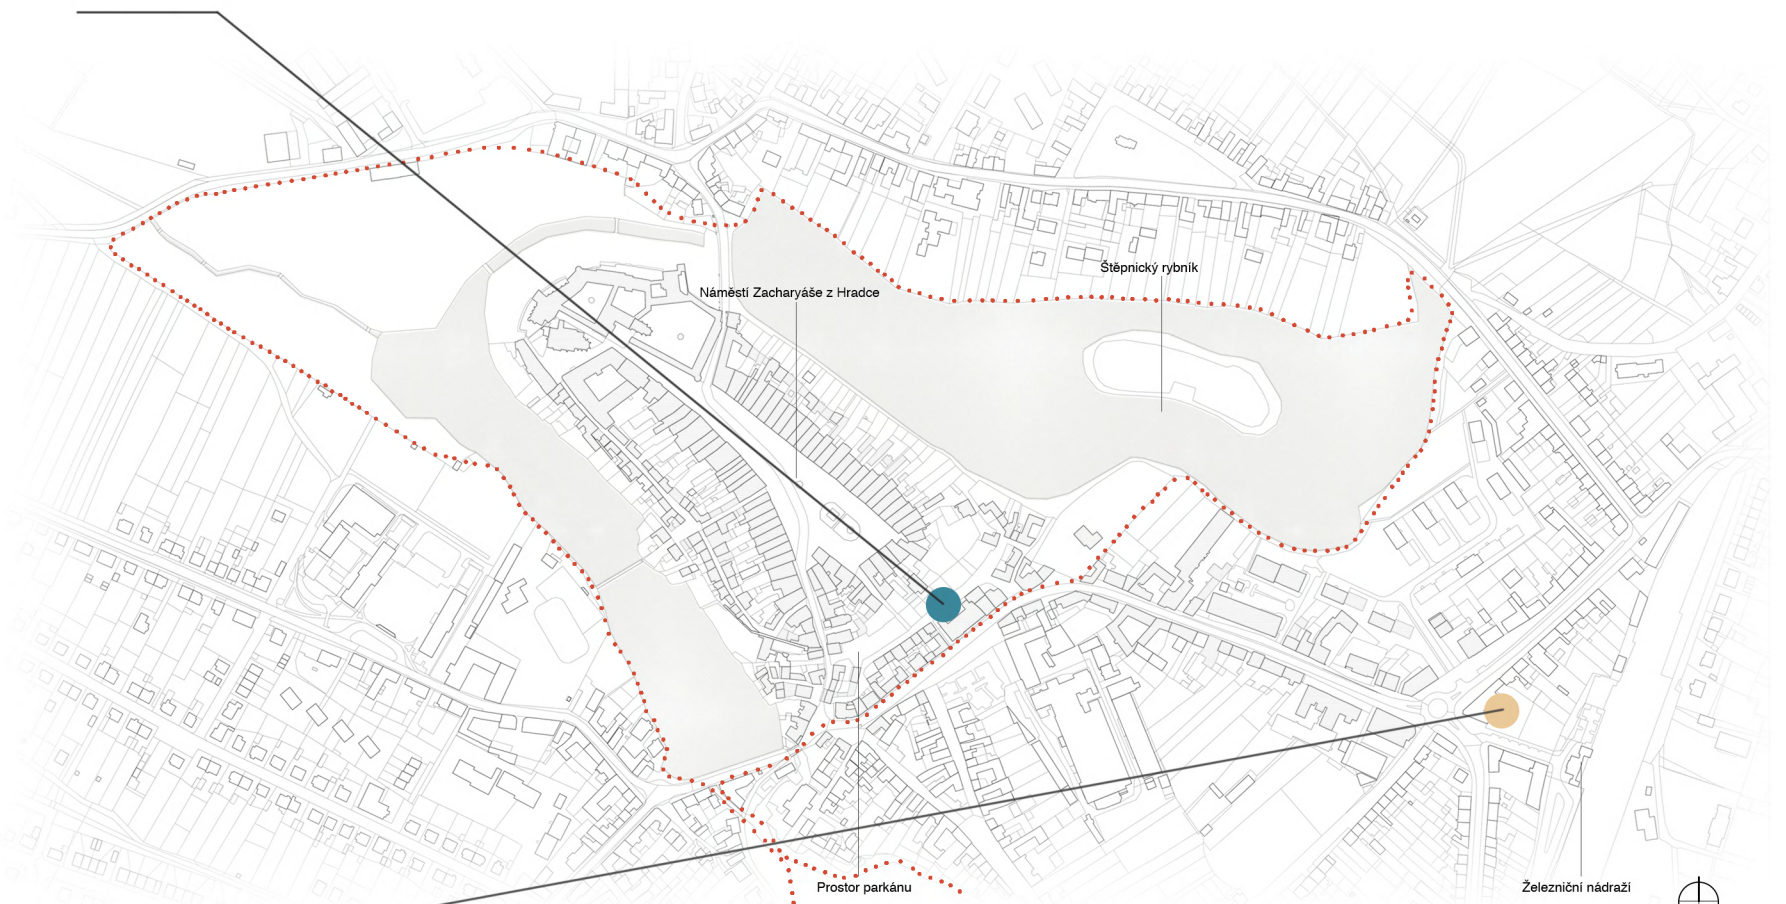 Štěpnický rybník
Náměstí Zacharyáše z Hradce
Prostor parkánu
Železniční nádraží